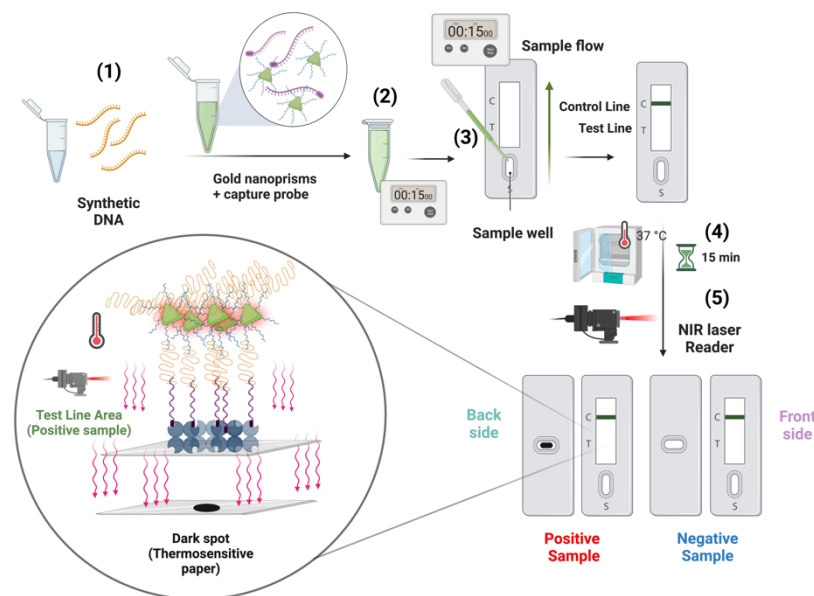 (1)
Synthetic
DNA
Gold nanoprisms
+ capture probe
(2)
00:1500
00:1500
Sample flow
(3)
C
T
S
Sample well
Control Line
Test Line
C
T
S
37 °C
(4)
15 min
(5)
NIR laser
Reader
Test Line Area
(Positive sample)
Dark spot
(Thermosensitive
paper)
Back
side
C
T
S
C
T
S
Front
side
Positive
Sample
Negative
Sample